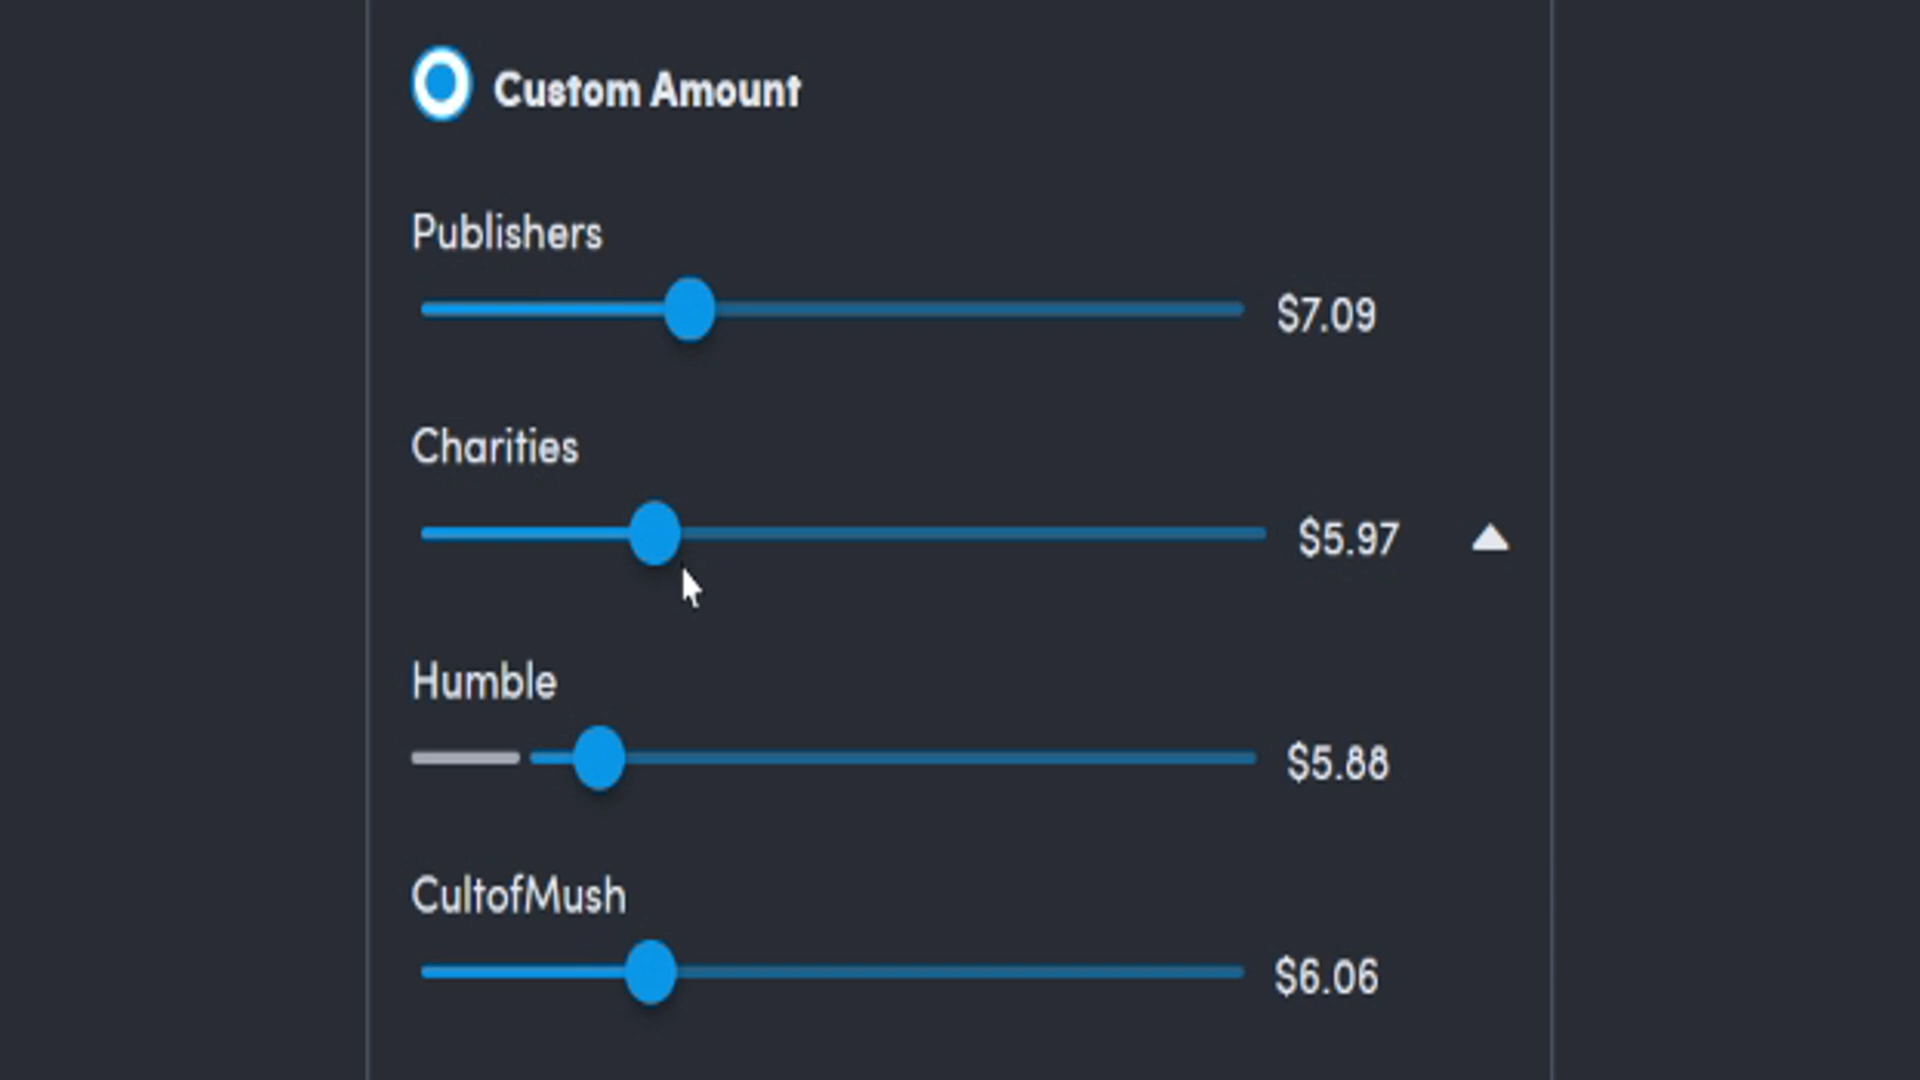 Custom Amount
Publishers
$7.09
Charities
$5.97
Humble
$5.88
CultofMush
$6.06